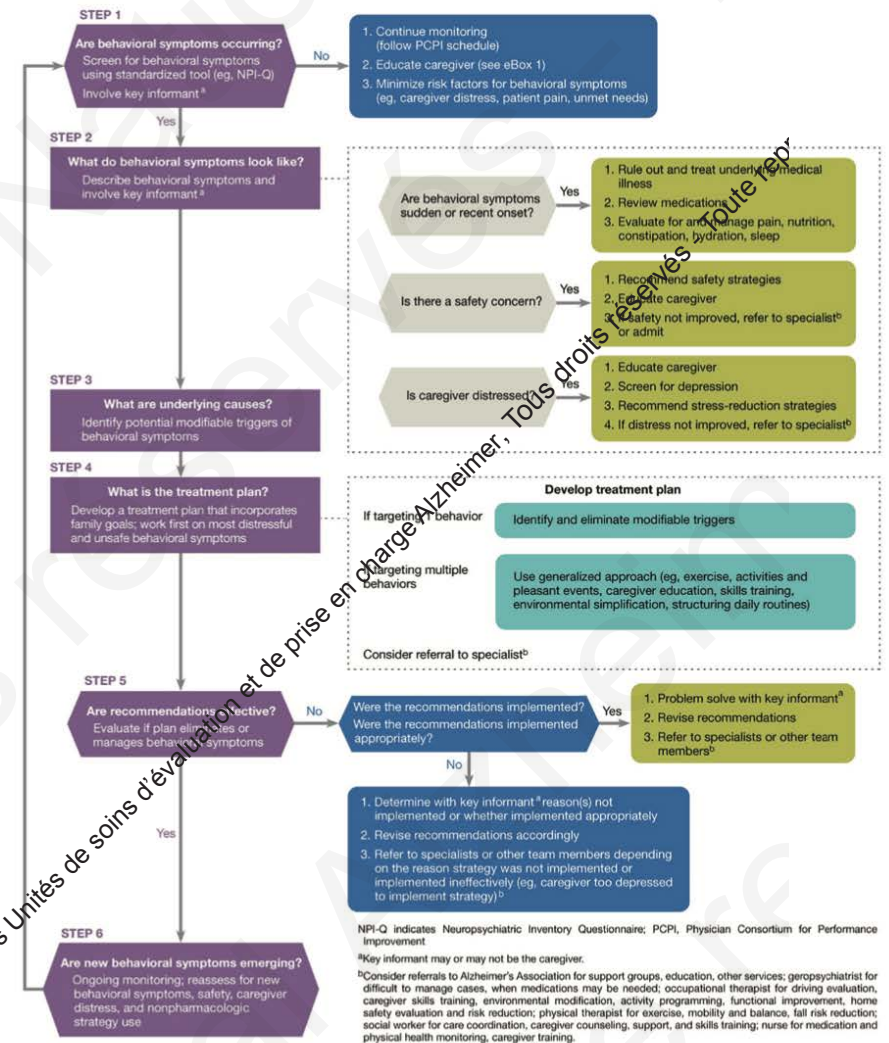 STEP 1
Are behavioral symptoms occurring?
Screen for behavioral symptoms
using standardized tool (eg, NPI-Q)
Involve key informant a
No
1. Continue monitoring
(follow PCPI schedule)
2. Educate caregiver (see eBox 1)
3. Minimize risk factors for behavioral symptoms
(eg, caregiver distress, patient pain, unmet needs)
Yes
STEP 2
What do behavioral symptoms look like?
Describe behavioral symptoms and
involve key informant a
Are behavioral symptoms
sudden or recent onset?
Yes
1. Rule out and treat underlying medical
illness
2. Review medications
3. Evaluate for and manage pain, nutrition,
constipation, hydration, sleep
Is there a safety concern?
Yes
1. Recommend safety strategies
2. Educate caregiver
3. If safety not improved, refer to specialist b
or admit
Is caregiver distressed?
Yes
1. Educate caregiver
2. Screen for depression
3. Recommend stress-reduction strategies
4. If distress not improved, refer to specialist b
STEP 3
What are underlying causes?
Identify potential modifiable triggers of
behavioral symptoms
STEP 4
What is the treatment plan?
Develop a treatment plan that incorporates
family goals; work first on most distressful
and unsafe behavioral symptoms
Develop treatment plan
If targeting 1 behavior
Identify and eliminate modifiable triggers
If targeting multiple
behaviors
Use generalized approach (eg, exercise, activities and
pleasant events, caregiver education, skills training,
environmental simplification, structuring daily routines)
Consider referral to specialist b
STEP 5
Are recommendations effective?
Evaluate if plan eliminates or
manages behavioral symptoms
No
Were the recommendations implemented?
Were the recommendations implemented
appropriately?
Yes
1. Problem solve with key informant a
2. Revise recommendations
3. Refer to specialists or other team
members b
No
1. Determine with key informant a reason(s) not
implemented or whether implemented appropriately
2. Revise recommendations accordingly
3. Refer to specialists or other team members depending
on the reason strategy was not implemented or
implemented ineffectively (eg, caregiver too depressed
to implement strategy) b
Yes
STEP 6
Are new behavioral symptoms emerging?
Ongoing monitoring; reassess for new
behavioral symptoms, safety, caregiver
distress, and nonpharmacologic
strategy use
NPI-Q indicates Neuropsychiatric Inventory Questionnaire; PCPI, Physician Consortium for Performance
Improvement
a Key informant may or may not be the caregiver.
b Consider referrals to Alzheimer's Association for support groups, education, other services; geropsychiatrist for
difficult to manage cases, when medications may be needed; occupational therapist for driving evaluation,
caregiver skills training, environmental modification, activity programming, functional improvement, home
safety evaluation and risk reduction; physical therapist for exercise, mobility and balance, fall risk reduction;
social worker for care coordination, caregiver counseling, support, and skills training; nurse for medication and
physical health monitoring, caregiver training.
s Unités de soins d'évaluation et de prise en charge Alzheimer, Tous droits réservés - Toute repr